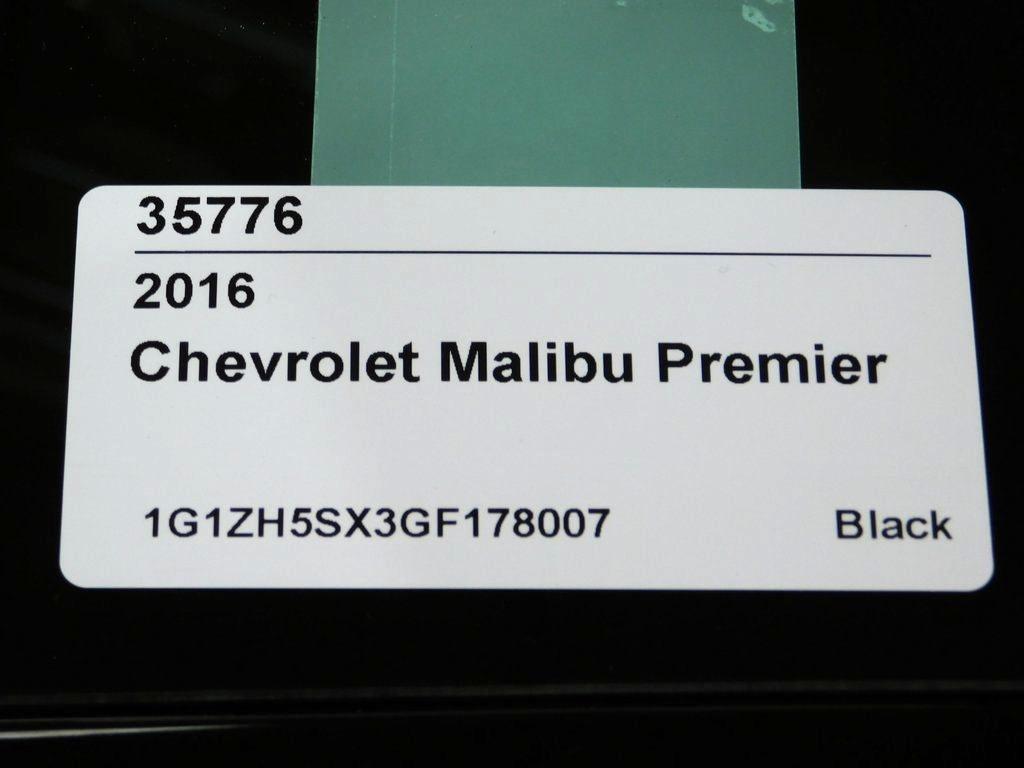 35776
2016
Chevrolet Malibu Premier
1G1ZH5SX3GF178007 Black